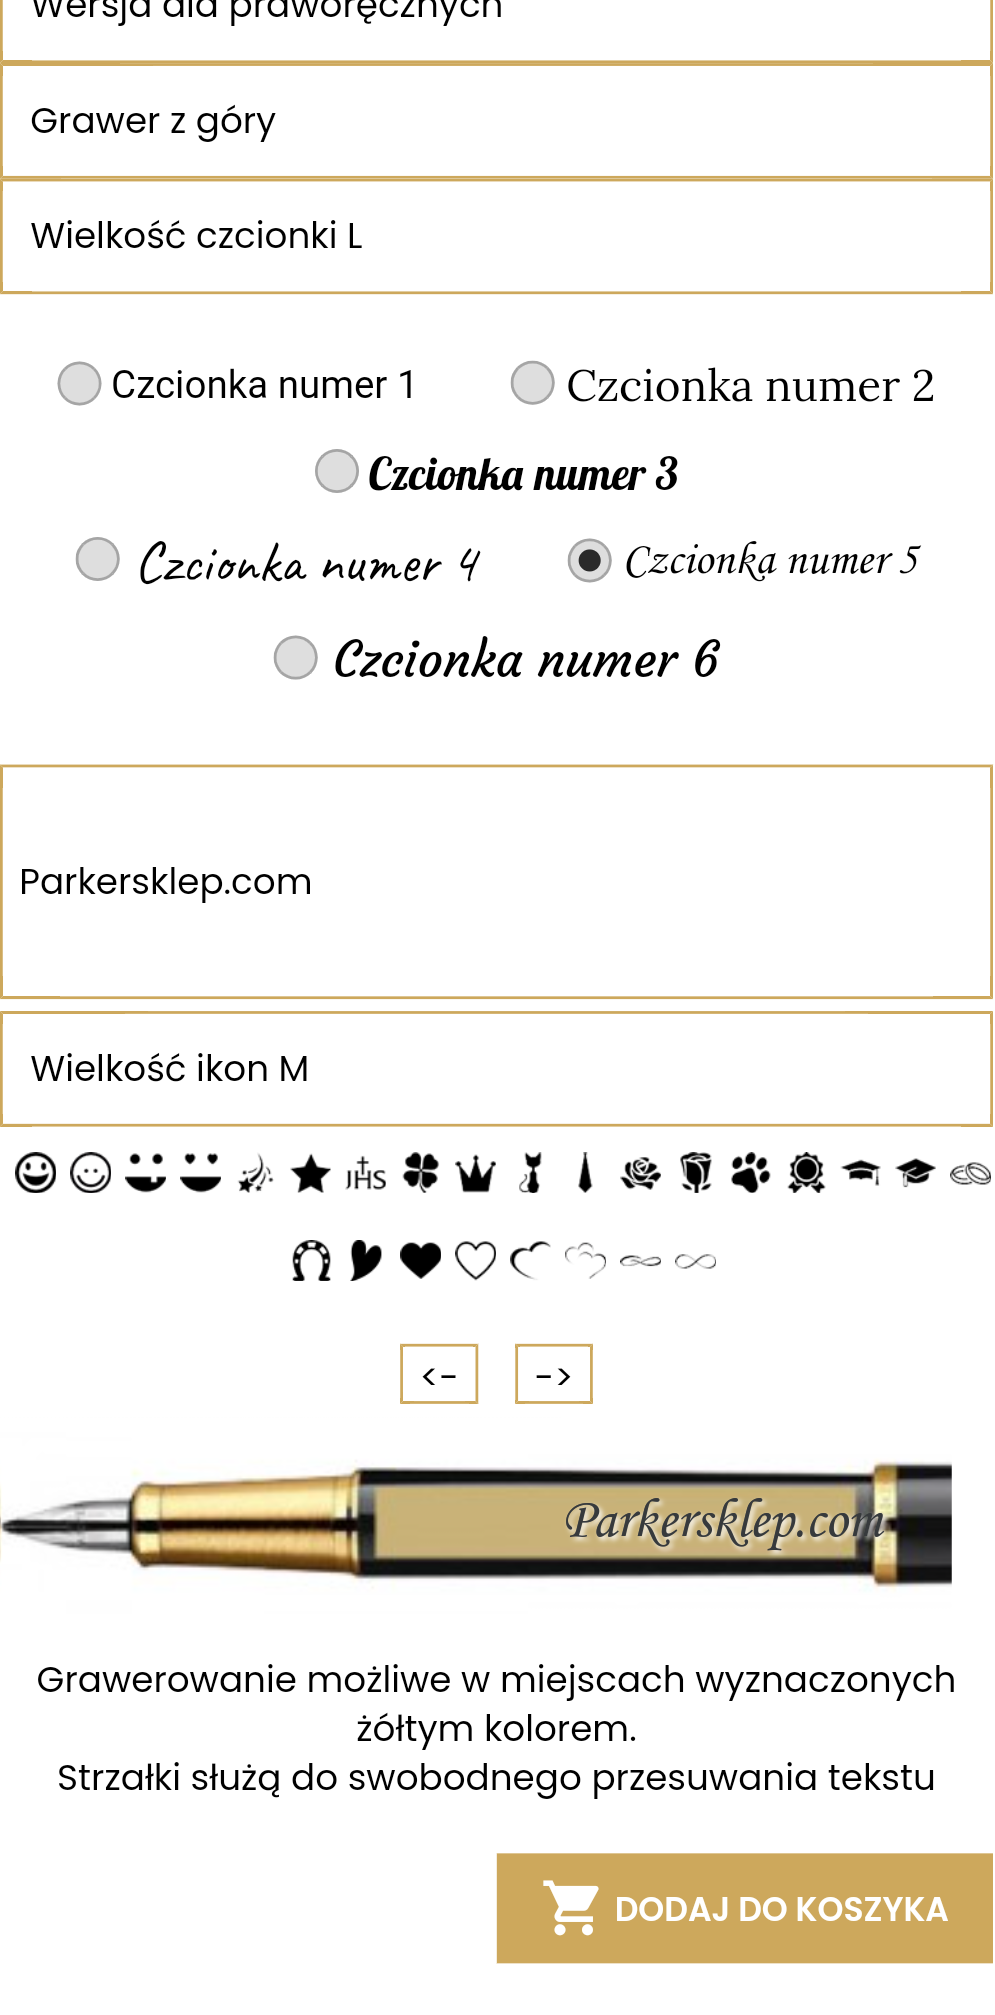 Wersja dla praworęcznych
Grawer z góry
Wielkość czcionki L
Czcionka numer 1
Czcionka numer 2
Czcionka numer 3
Czcionka numer 4
Czcionka numer 5
Czcionka numer 6
Parkersklep.com
Wielkość ikon M
JHS
<-
->
Parkersklep.com
Grawerowanie możliwe w miejscach wyznaczonych
żółtym kolorem.
Strzałki służą do swobodnego przesuwania tekstu
DODAJ DO KOSZYKA